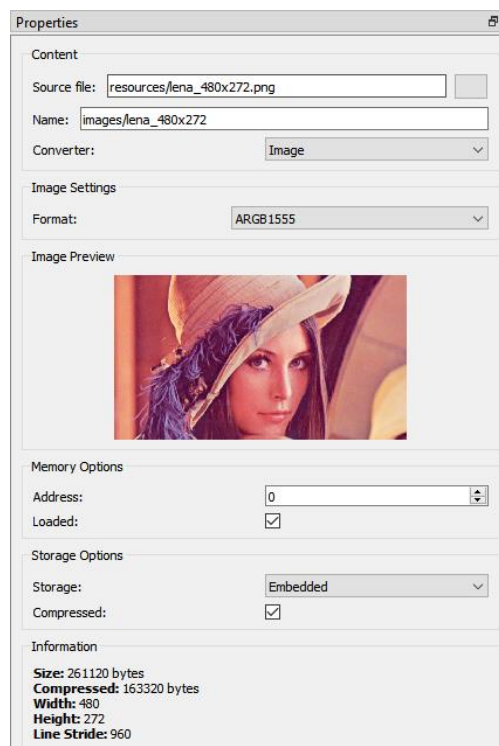 Properties
Content
Source file: resources/lena_480x272.png
Name: images/lena_480x272
Converter: Image
Image Settings
Format: ARGB1555
Image Preview
Memory Options
Address: 0
Loaded:
Storage Options
Storage: Embedded
Compressed:
Information
Size: 261120 bytes
Compressed: 163320 bytes
Width: 480
Height: 272
Line Stride: 960